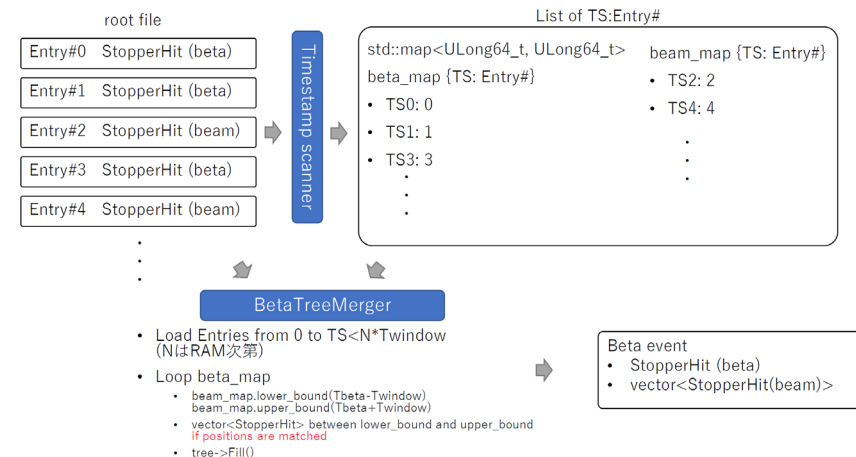 root file
Entry#0 StopperHit (beta)
Entry#1 StopperHit (beta)
Entry#2 StopperHit (beam)
Entry#3 StopperHit (beta)
Entry#4 StopperHit (beam)
Timestamp scanner
List of TS:Entry#
std::map<ULong64_t, ULong64_t>
beta_map {TS: Entry#}
• TS0: 0
• TS1: 1
• TS3: 3
beam_map {TS: Entry#}
• TS2: 2
• TS4: 4
BetaTreeMerger
• Load Entries from 0 to TS<N*Twindow
(NはRAM次第)
• Loop beta_map
• beam_map.lower_bound(Tbeta-Twindow)
beam_map.upper_bound(Tbeta+Twindow)
• vector<StopperHit> between lower_bound and upper_bound
if positions are matched
• tree->Fill()
Beta event
• StopperHit (beta)
• vector<StopperHit(beam)>